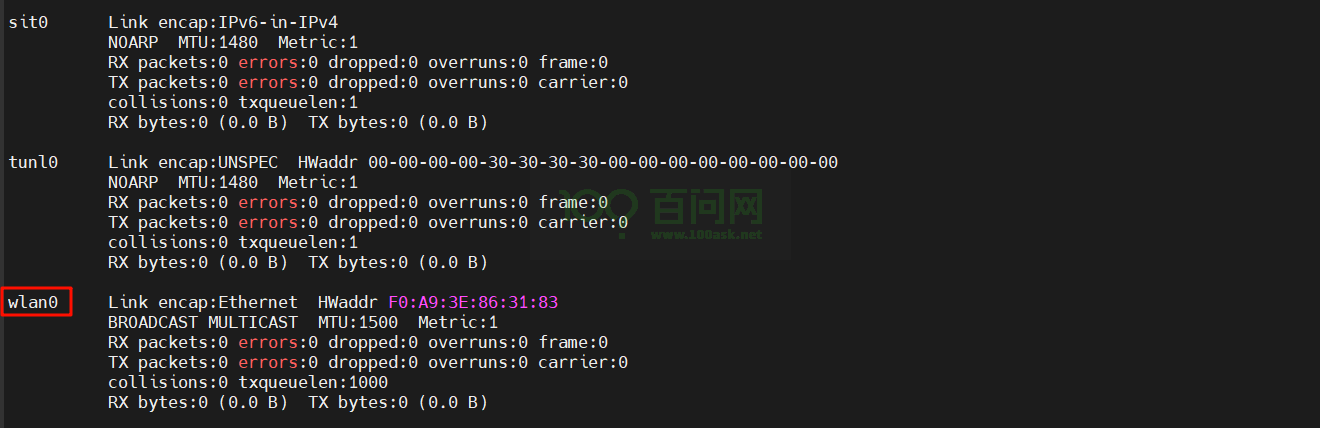 sit0      Link encap:IPv6-in-IPv4
          NOARP  MTU:1480  Metric:1
          RX packets:0 errors:0 dropped:0 overruns:0 frame:0
          TX packets:0 errors:0 dropped:0 overruns:0 carrier:0
          collisions:0 txqueuelen:1
          RX bytes:0 (0.0 B)  TX bytes:0 (0.0 B)
tunl0     Link encap:UNSPEC  HWaddr 00-00-00-00-30-30-30-30-00-00-00-00-00-00-00-00
          NOARP  MTU:1480  Metric:1
          RX packets:0 errors:0 dropped:0 overruns:0 frame:0
          TX packets:0 errors:0 dropped:0 overruns:0 carrier:0
          collisions:0 txqueuelen:1
          RX bytes:0 (0.0 B)  TX bytes:0 (0.0 B)
100 百问网
www.100ask.net
wlan0     Link encap:Ethernet  HWaddr F0:A9:3E:86:31:83
          BROADCAST MULTICAST  MTU:1500  Metric:1
          RX packets:0 errors:0 dropped:0 overruns:0 frame:0
          TX packets:0 errors:0 dropped:0 overruns:0 carrier:0
          collisions:0 txqueuelen:1000
          RX bytes:0 (0.0 B)  TX bytes:0 (0.0 B)